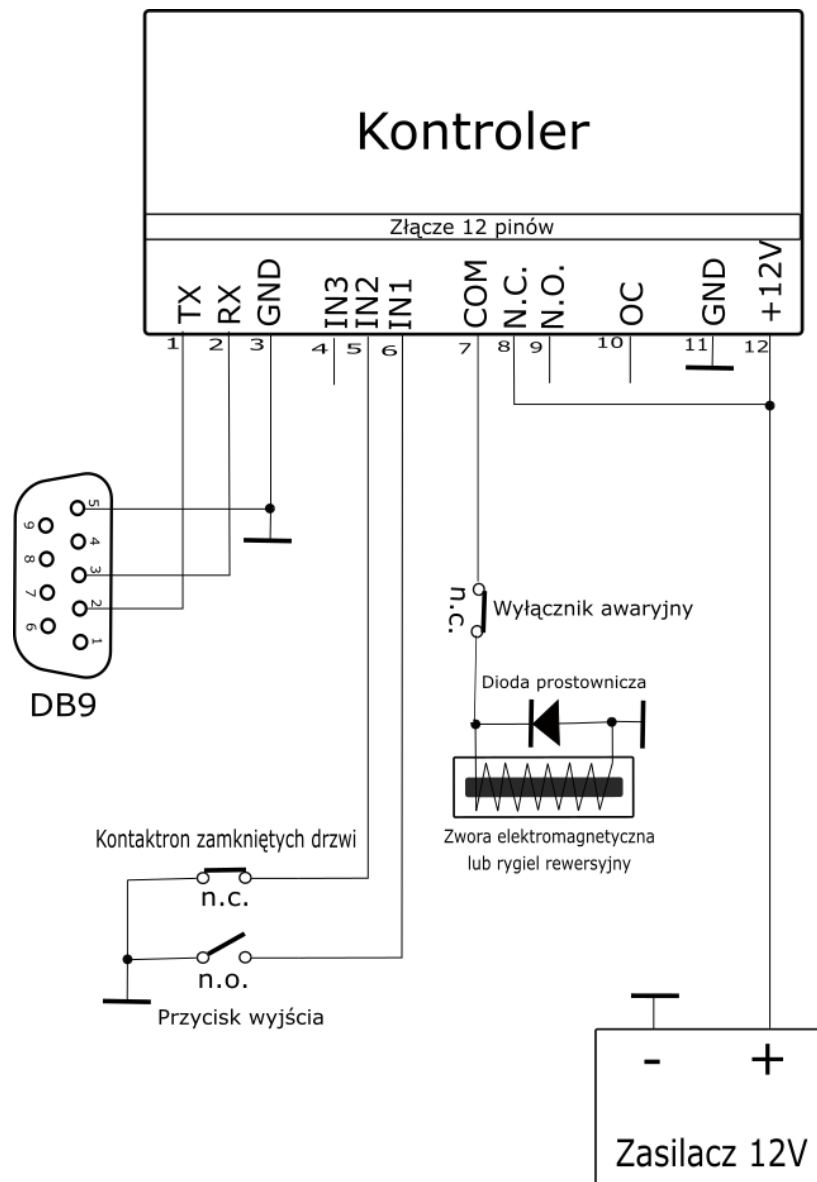 Kontroler
Złącze 12 pinów
TX RX GND IN3 IN2 IN1 COM N.C. N.O. OC GND +12V
1 2 3 4 5 6 7 8 9 10 11 12
5
9
4
8
3
7
2
6
1
DB9
n.c. Wyłącznik awaryjny
Dioda prostownicza
Zwora elektromagnetyczna
lub rygiel rewersyjny
Kontaktron zamkniętych drzwi
n.c.
n.o.
Przycisk wyjścia
- +
Zasilacz 12V